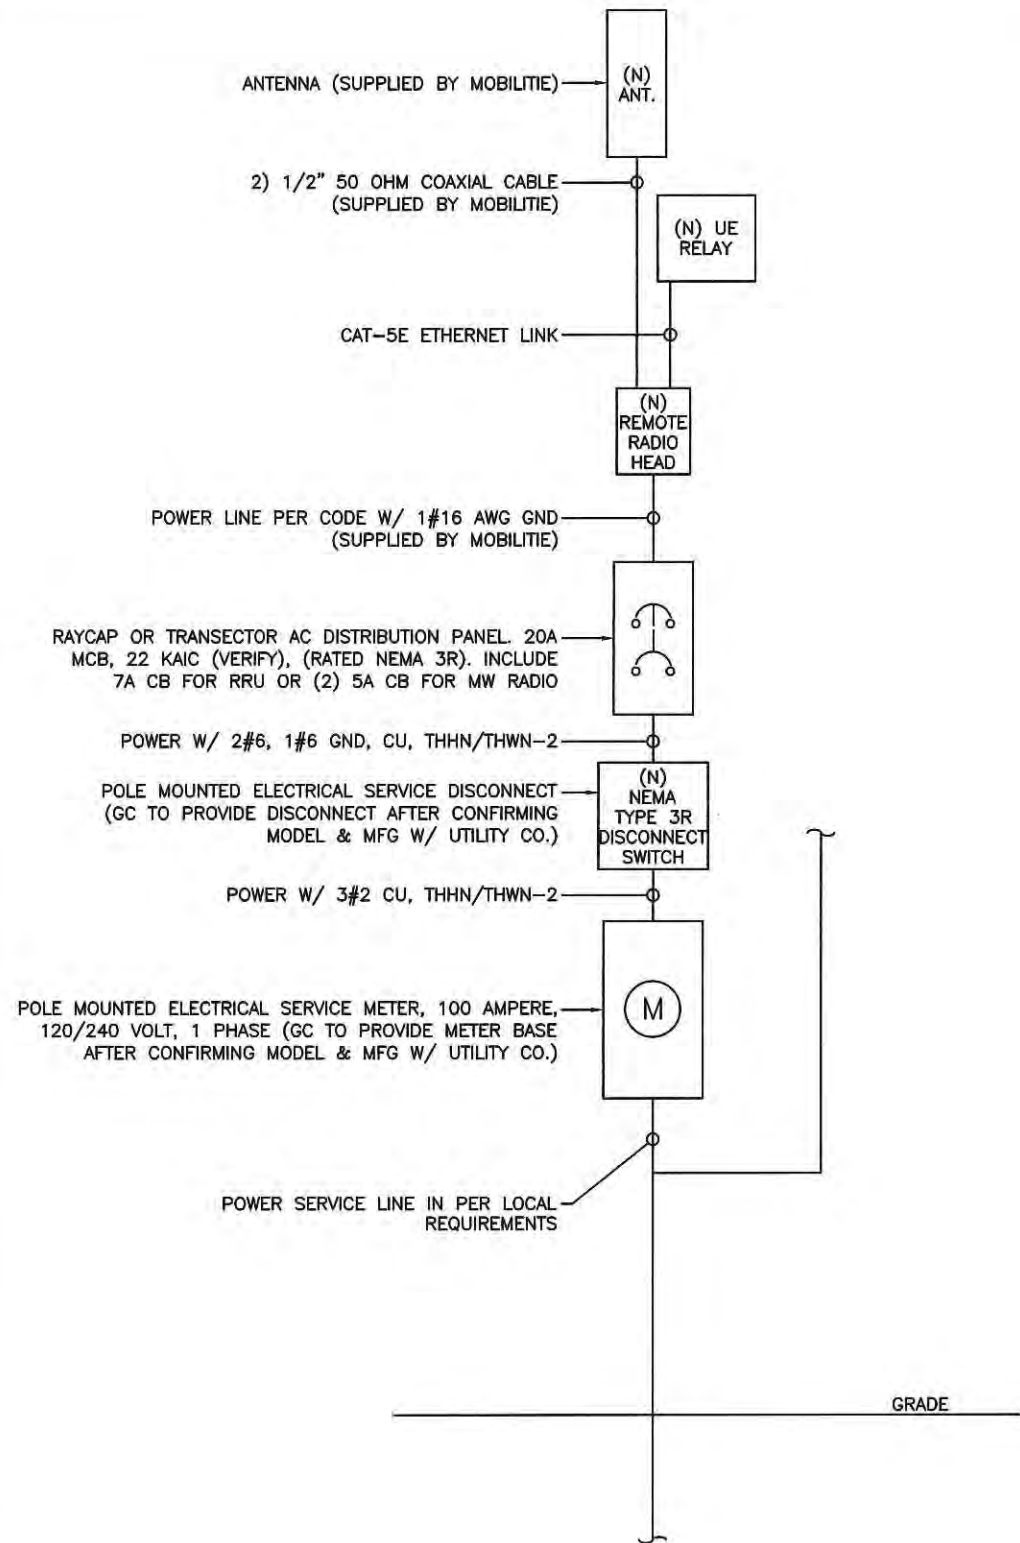 (N)
ANT.
ANTENNA (SUPPLIED BY MOBILITIE)
2) 1/2" 50 OHM COAXIAL CABLE
(SUPPLIED BY MOBILITIE)
(N) UE
RELAY
CAT-5E ETHERNET LINK
(N)
REMOTE
RADIO
HEAD
POWER LINE PER CODE W/ 1#16 AWG GND
(SUPPLIED BY MOBILITIE)
RAYCAP OR TRANSECTOR AC DISTRIBUTION PANEL. 20A
MCB, 22 KAIC (VERIFY), (RATED NEMA 3R). INCLUDE
7A CB FOR RRU OR (2) 5A CB FOR MW RADIO
POWER W/ 2#6, 1#6 GND, CU, THHN/THWN-2
POLE MOUNTED ELECTRICAL SERVICE DISCONNECT
(GC TO PROVIDE DISCONNECT AFTER CONFIRMING
MODEL & MFG W/ UTILITY CO.)
(N)
NEMA
TYPE 3R
DISCONNECT
SWITCH
POWER W/ 3#2 CU, THHN/THWN-2
POLE MOUNTED ELECTRICAL SERVICE METER, 100 AMPERE,
120/240 VOLT, 1 PHASE (GC TO PROVIDE METER BASE
AFTER CONFIRMING MODEL & MFG W/ UTILITY CO.)
M
POWER SERVICE LINE IN PER LOCAL
REQUIREMENTS
GRADE